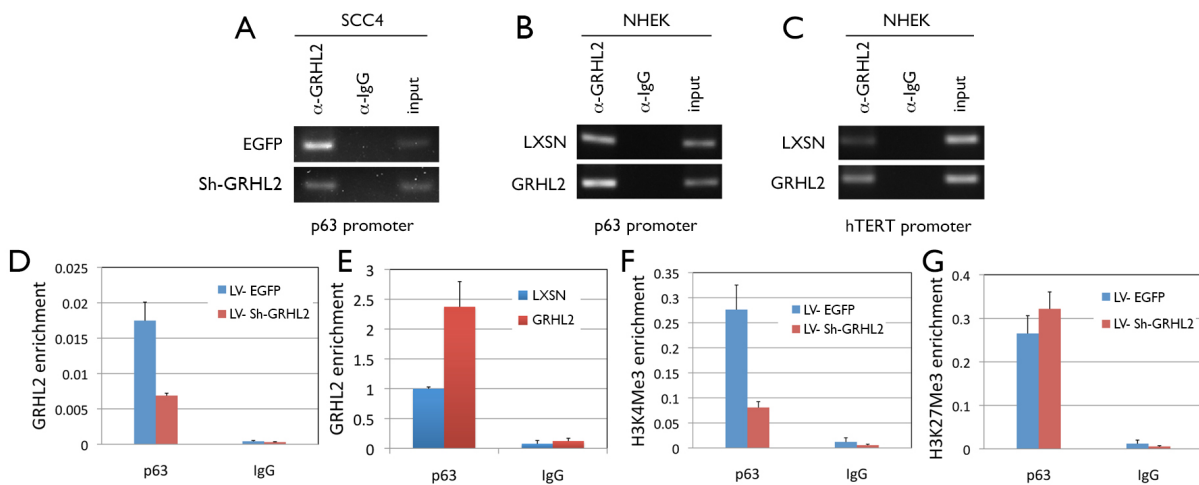 A
SCC4
α-GRHL2
α-IgG
input
EGFP
Sh-GRHL2
p63 promoter
B
NHEK
α-GRHL2
α-IgG
input
LXSN
GRHL2
p63 promoter
C
NHEK
α-GRHL2
α-IgG
input
LXSN
GRHL2
hTERT promoter
D
GRHL2 enrichment
0.025
0.02
0.015
0.01
0.005
0
LV- EGFP
LV- Sh-GRHL2
p63
IgG
E
GRHL2 enrichment
3
2.5
2
1.5
1
0.5
0
LXSN
GRHL2
p63
IgG
F
H3K4Me3 enrichment
0.35
0.3
0.25
0.2
0.15
0.1
0.05
0
LV- EGFP
LV- Sh-GRHL2
p63
IgG
G
H3K27Me3 enrichment
0.4
0.3
0.2
0.1
0
LV- EGFP
LV- Sh-GRHL2
p63
IgG